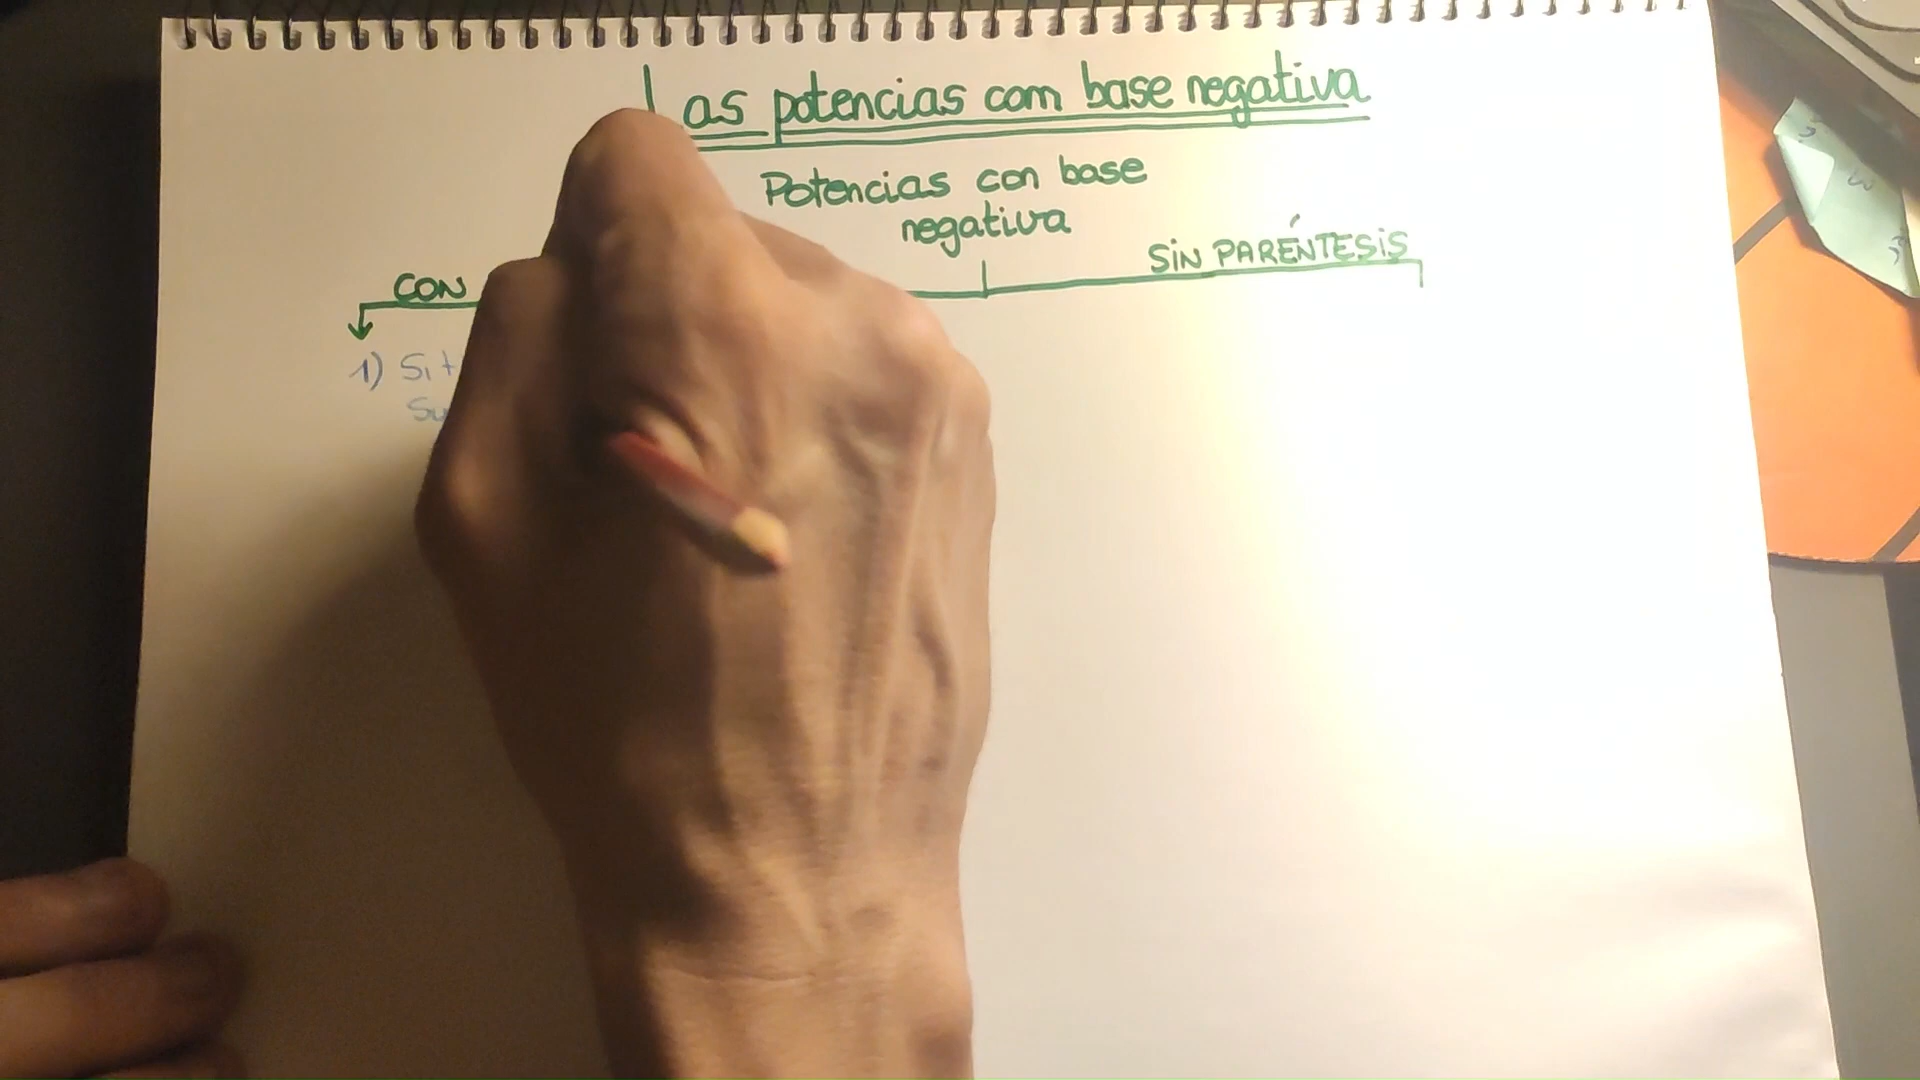 Las potencias com base negativa
Potencias con base
negativa
CON
SIN PARÉNTESIS
1) Si